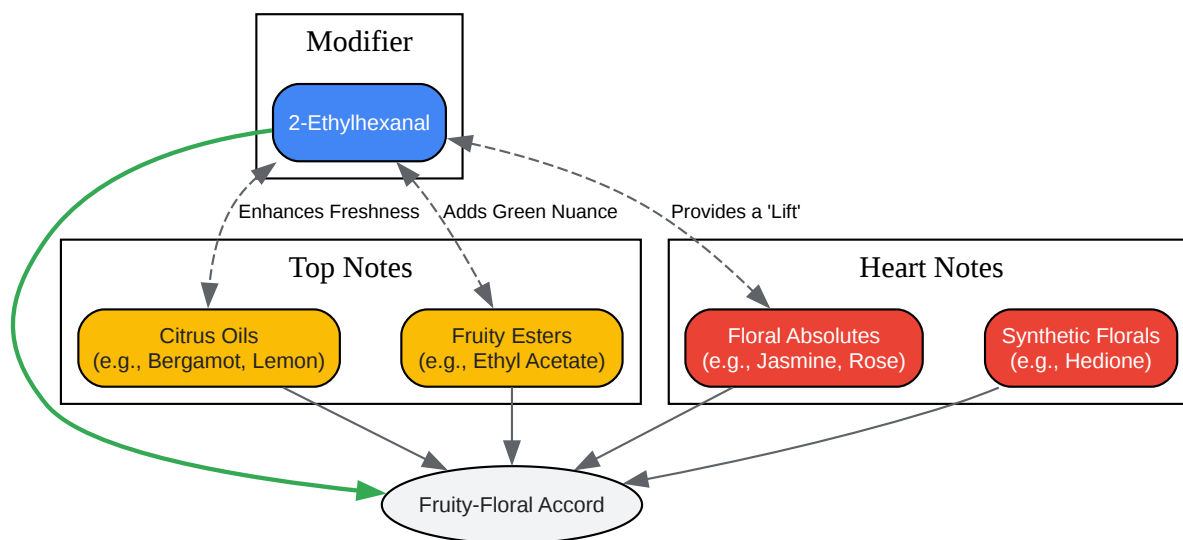 Modifier
2-Ethylhexanal
Enhances Freshness
Adds Green Nuance
Provides a 'Lift'
Top Notes
Heart Notes
Citrus Oils
(e.g., Bergamot, Lemon)
Fruity Esters
(e.g., Ethyl Acetate)
Floral Absolutes
(e.g., Jasmine, Rose)
Synthetic Florals
(e.g., Hedione)
Fruity-Floral Accord